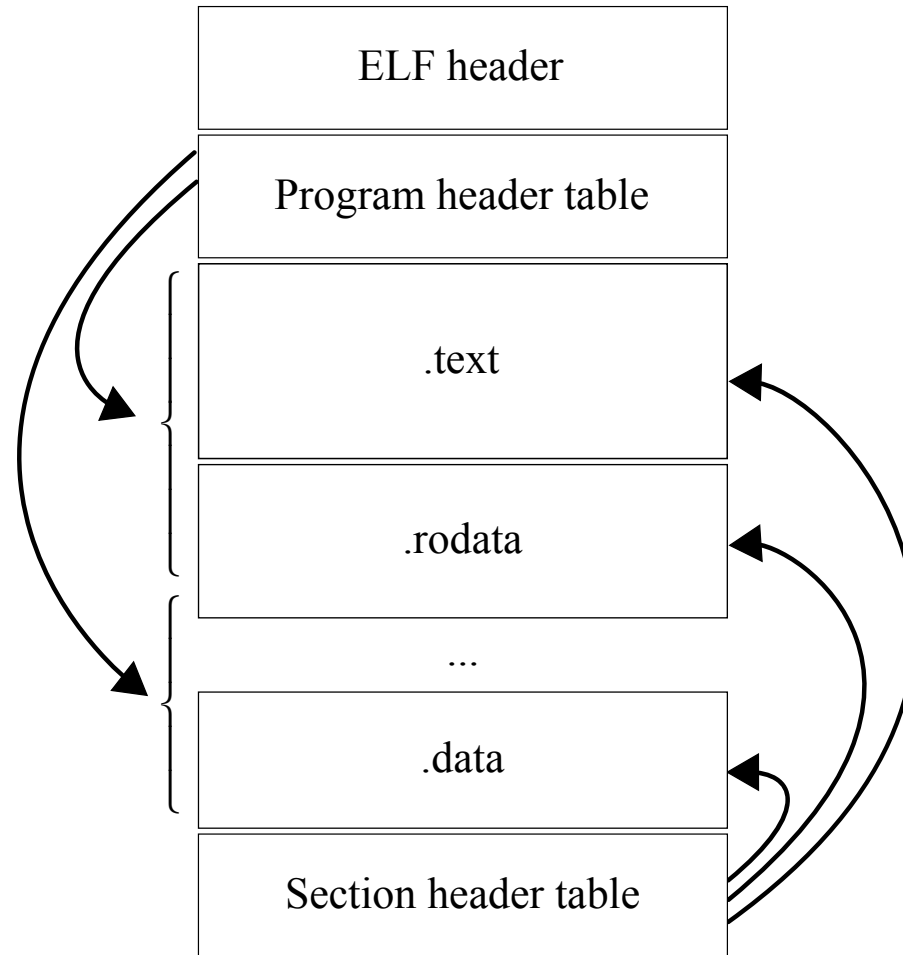 ELF header
Program header table
.text
.rodata
...
.data
Section header table